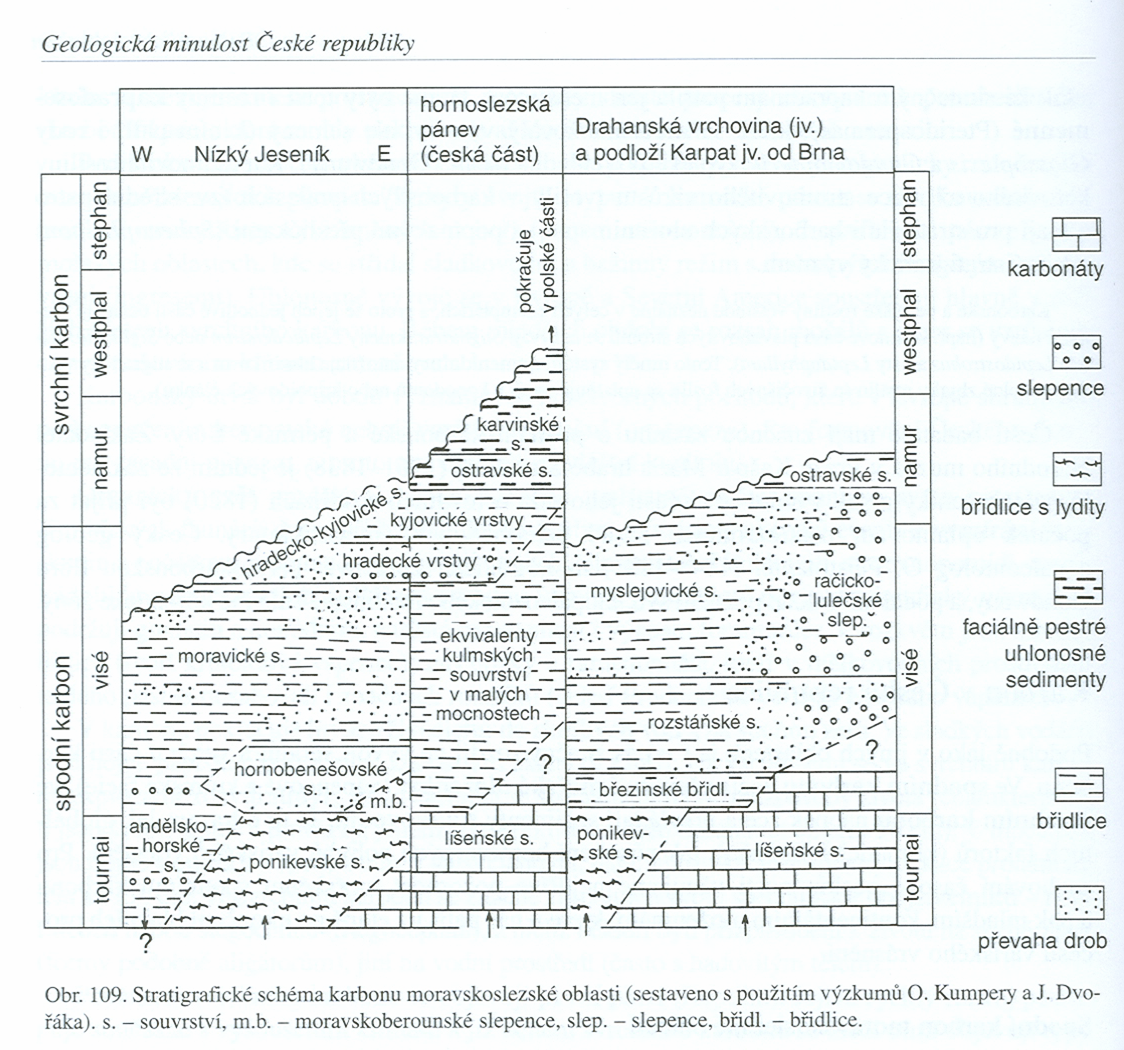 Geologická minulost České republiky
W
Nízký Jeseník
E
hornoslezská
pánev
(česká část)
Drahanská vrchovina (jv.)
a podloží Karpat jv. od Brna
svrchní karbon
stephan
westphal
namur
spodní karbon
visé
tournai
pokračuje
v polské části
karvinské
ostravské s.
hradecko-kyjovické s.
kyjovické vrstvy
hradecké vrstvy
moravické s.
ekvivalenty
kulmských
souvrství
v malých
mocnostech
hornobenešovské
s.
m.b.
andělsko-
horské
s.
ponikevské s.
líšeňské s.
?
ostravské s.
myslejovické s.
račicko-
lulečské
slep.
rozstáňské s.
?
březinské břidl.
ponikev-
ské s.
líšeňské s.
stephan
westphal
namur
visé
tournai
karbonáty
slepence
břidlice s lydity
faciálně pestré
uhlonosné
sedimenty
břidlice
převaha drob
Obr. 109. Stratigrafické schéma karbonu moravskoslezské oblasti (sestaveno s použitím výzkumů O. Kumpery a J. Dvo-
řáka). s. – souvrství, m.b. – moravskoberounské slepence, slep. – slepence, břidl. – břidlice.